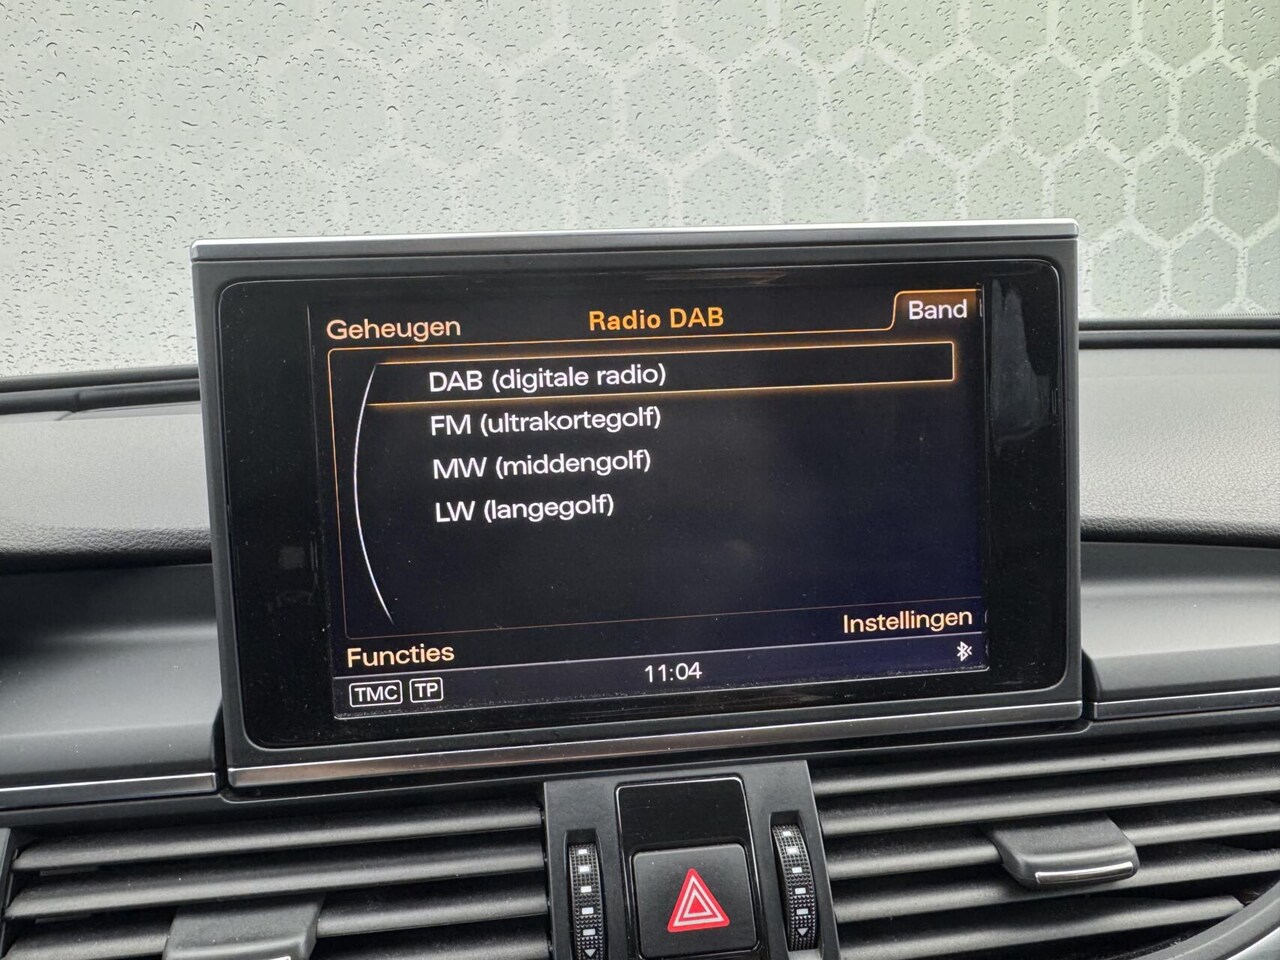 Geheugen
Radio DAB
Band
DAB (digitale radio)
FM (ultrakortegolf)
MW (middengolf)
LW (langegolf)
Instellingen
Functies
11:04
TMC TP